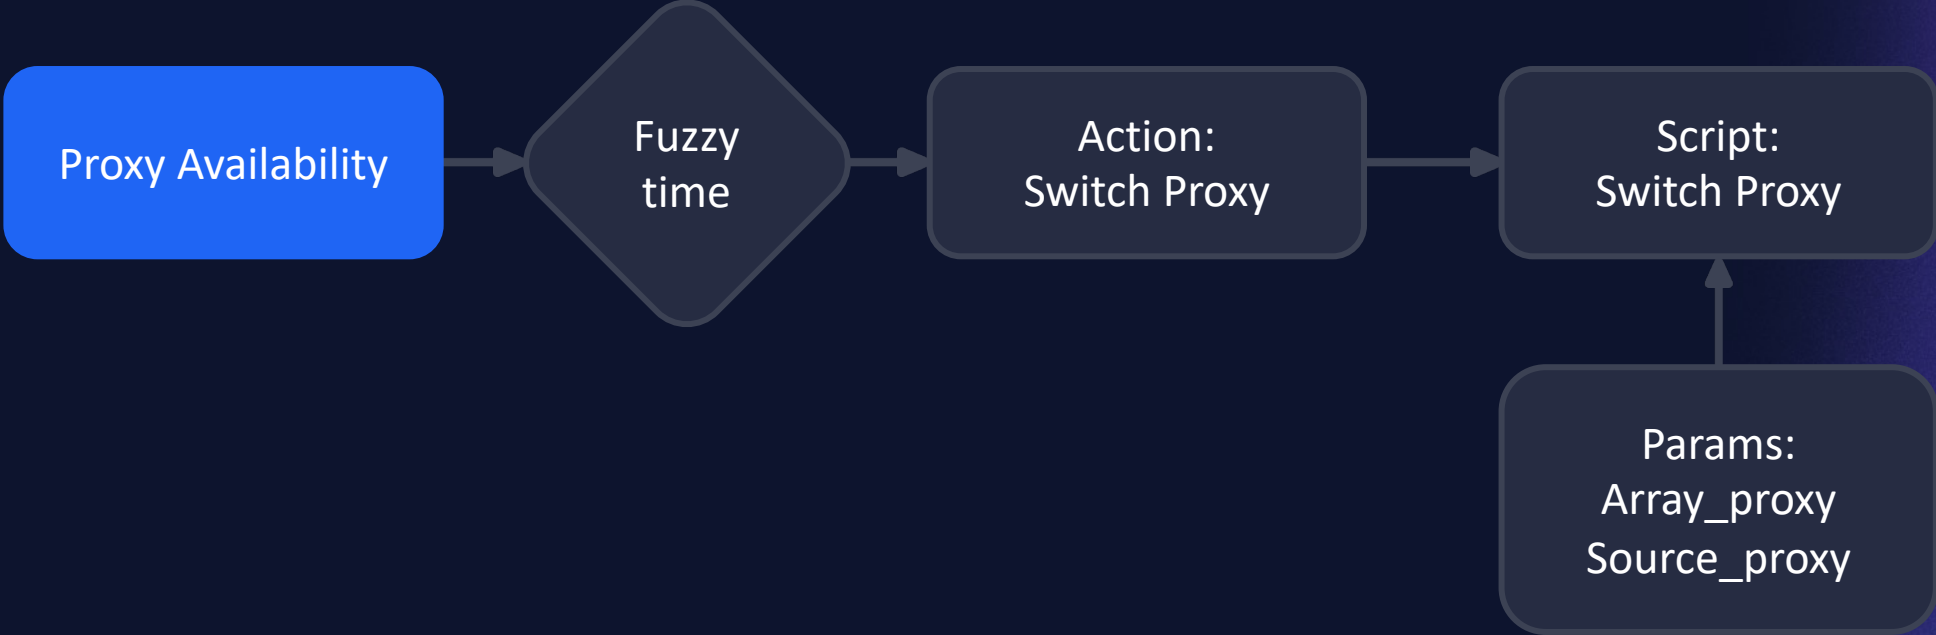 Proxy Availability
Fuzzy
time
Action:
Switch Proxy
Script:
Switch Proxy
Params:
Array_proxy
Source_proxy